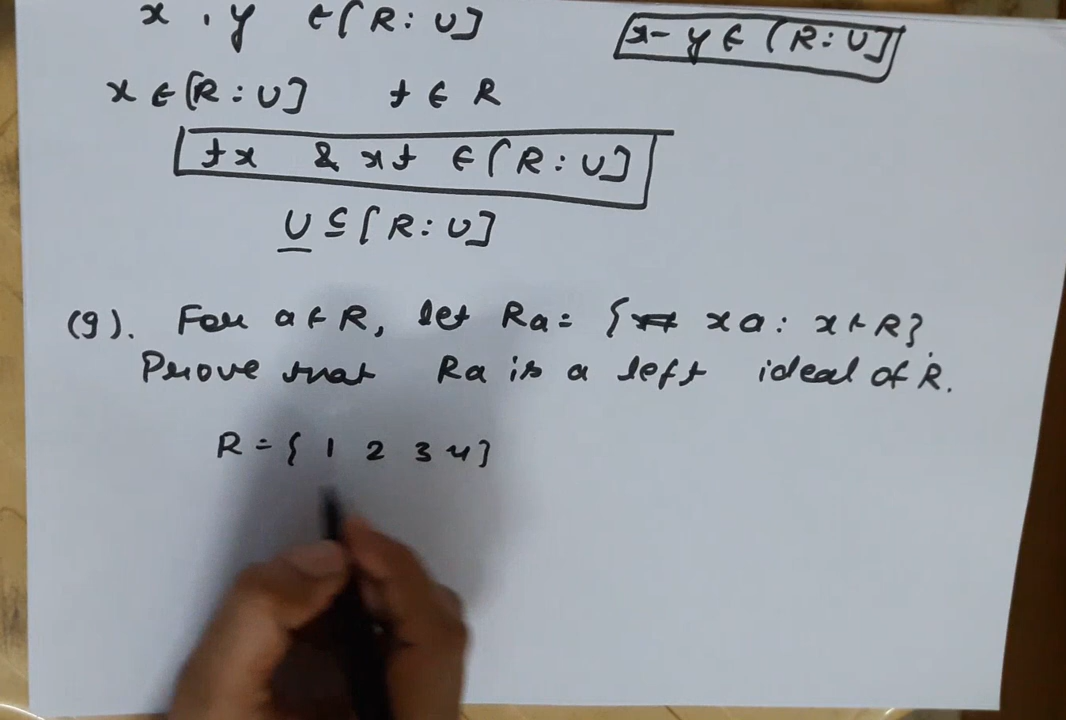 x , y ∈ [R : U] x - y ∈ [R : U]
x ∈ [R : U] t ∈ R
tx & xt ∈ [R : U]
U ⊆ [R : U]
(9). For a ∈ R, let Ra = { xa : x ∈ R}.
Prove that Ra is a left ideal of R.
R = { 1 2 3 4 }